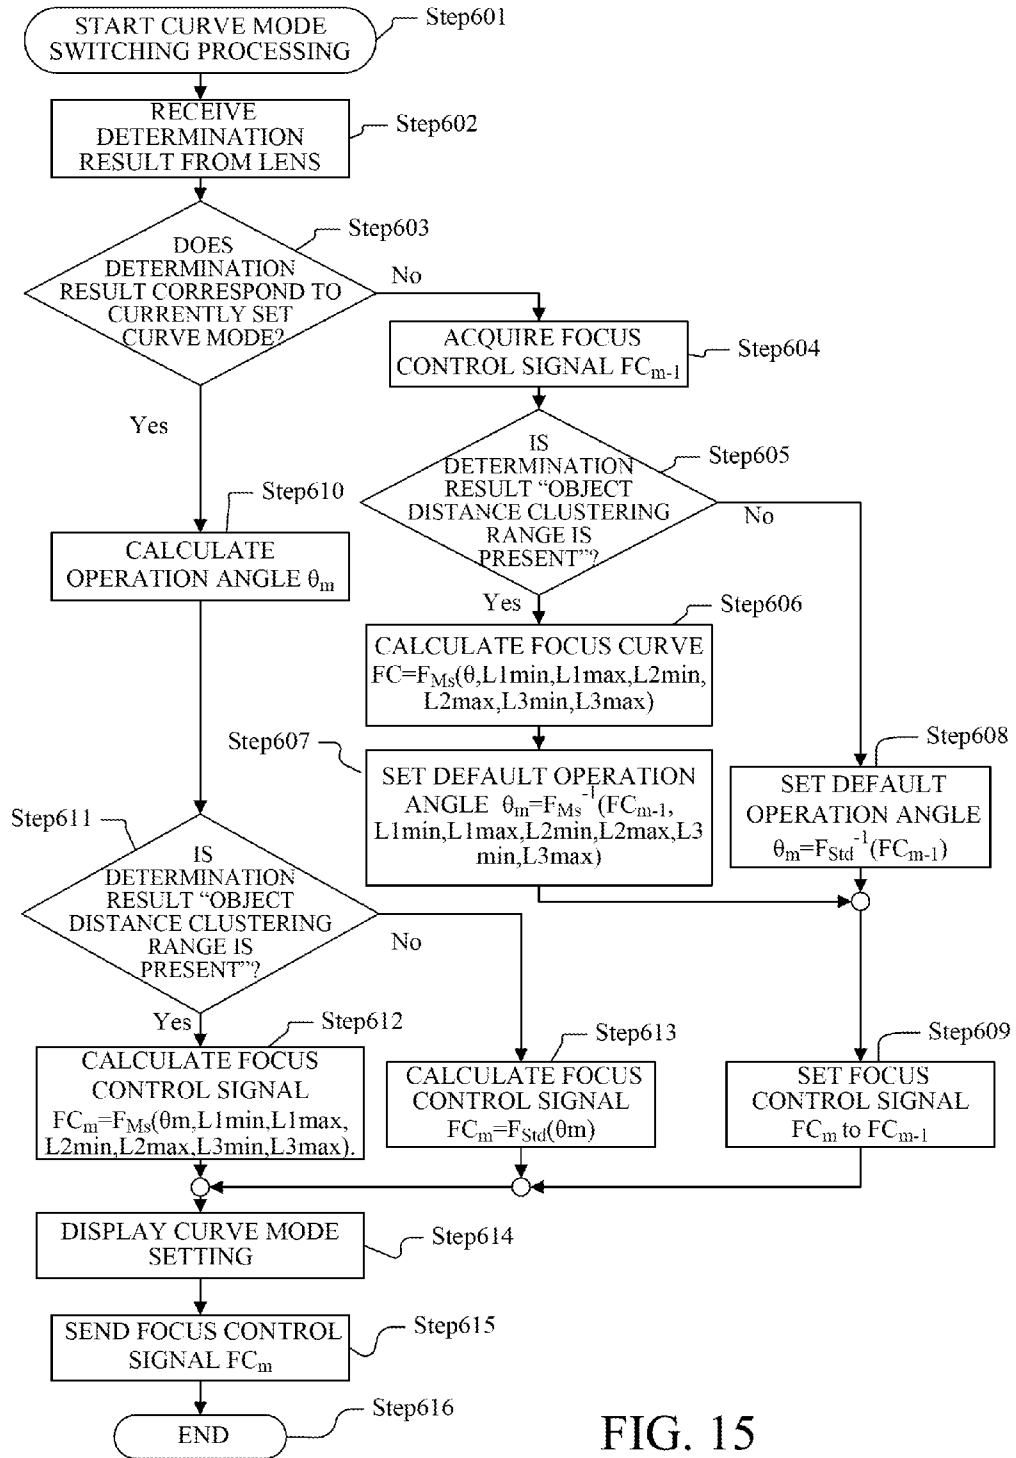 START CURVE MODE
SWITCHING PROCESSING
Step601
RECEIVE
DETERMINATION
RESULT FROM LENS
Step602
DOES
DETERMINATION
RESULT CORRESPOND TO
CURRENTLY SET
CURVE MODE?
Step603
No
Yes
ACQUIRE FOCUS
CONTROL SIGNAL FCm-1
Step604
IS
DETERMINATION
RESULT “OBJECT
DISTANCE CLUSTERING
RANGE IS
PRESENT”?
Step605
No
Yes
CALCULATE FOCUS CURVE
FC=FMs(θ,L1min,L1max,L2min,
L2max,L3min,L3max)
Step606
Step607
SET DEFAULT OPERATION
ANGLE θm=FMs-1(FCm-1,
L1min,L1max,L2min,L2max,L3
min,L3max)
Step608
SET DEFAULT
OPERATION ANGLE
θm=FStd-1(FCm-1)
Step610
CALCULATE
OPERATION ANGLE θm
Step611
IS
DETERMINATION
RESULT “OBJECT
DISTANCE CLUSTERING
RANGE IS
PRESENT”?
No
Yes
Step612
CALCULATE FOCUS
CONTROL SIGNAL
FCm=FMs(θm,L1min,L1max,
L2min,L2max,L3min,L3max).
Step613
CALCULATE FOCUS
CONTROL SIGNAL
FCm=FStd(θm)
Step609
SET FOCUS
CONTROL SIGNAL
FCm to FCm-1
DISPLAY CURVE MODE
SETTING
Step614
SEND FOCUS CONTROL
SIGNAL FCm
Step615
END
Step616
FIG. 15